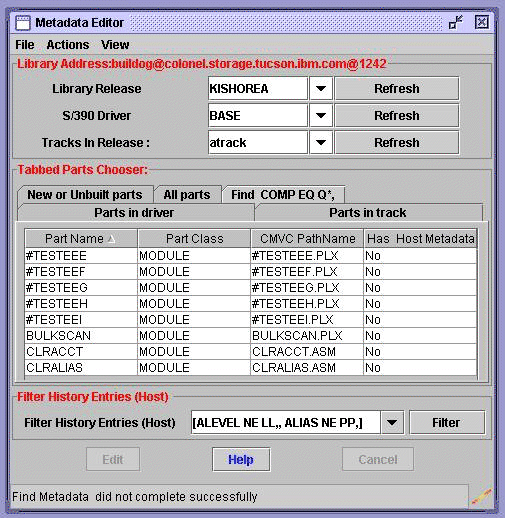 Metadata Editor
File Actions View
Library Address:buildog@colonel.storage.tucson.ibm.com@1242
Library Release KISHOREA Refresh
S/390 Driver BASE Refresh
Tracks In Release : atrack Refresh
Tabbed Parts Chooser:
New or Unbuilt parts All parts Find COMP EQ Q*,
Parts in driver Parts in track
Part Name Part Class CMVC PathName Has Host Metadata
#TESTEEE MODULE #TESTEEE.PLX No
#TESTEEF MODULE #TESTEEF.PLX No
#TESTEEG MODULE #TESTEEG.PLX No
#TESTEEH MODULE #TESTEEH.PLX No
#TESTEEI MODULE #TESTEEI.PLX No
BULKSCAN MODULE BULKSCAN.PLX No
CLRACCT MODULE CLRACCT.ASM No
CLRALIAS MODULE CLRALIAS.ASM No
Filter History Entries (Host)
Filter History Entries (Host) [ALEVEL NE LL,, ALIAS NE PP,] Filter
Edit Help Cancel
Find Metadata did not complete successfully